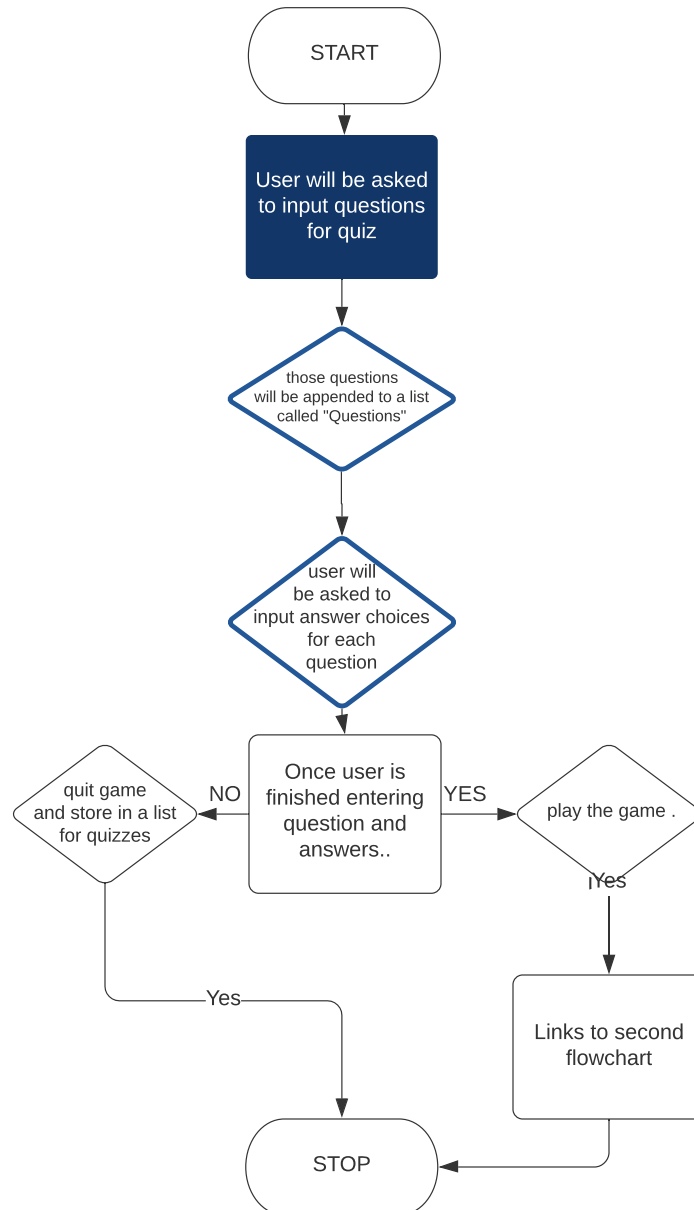 START
User will be asked
to input questions
for quiz
those questions
will be appended to a list
called "Questions"
user will
be asked to
input answer choices
for each
question
quit game
and store in a list
for quizzes
NO
Once user is
finished entering
question and
answers..
YES
play the game .
Yes
Yes
Links to second
flowchart
STOP